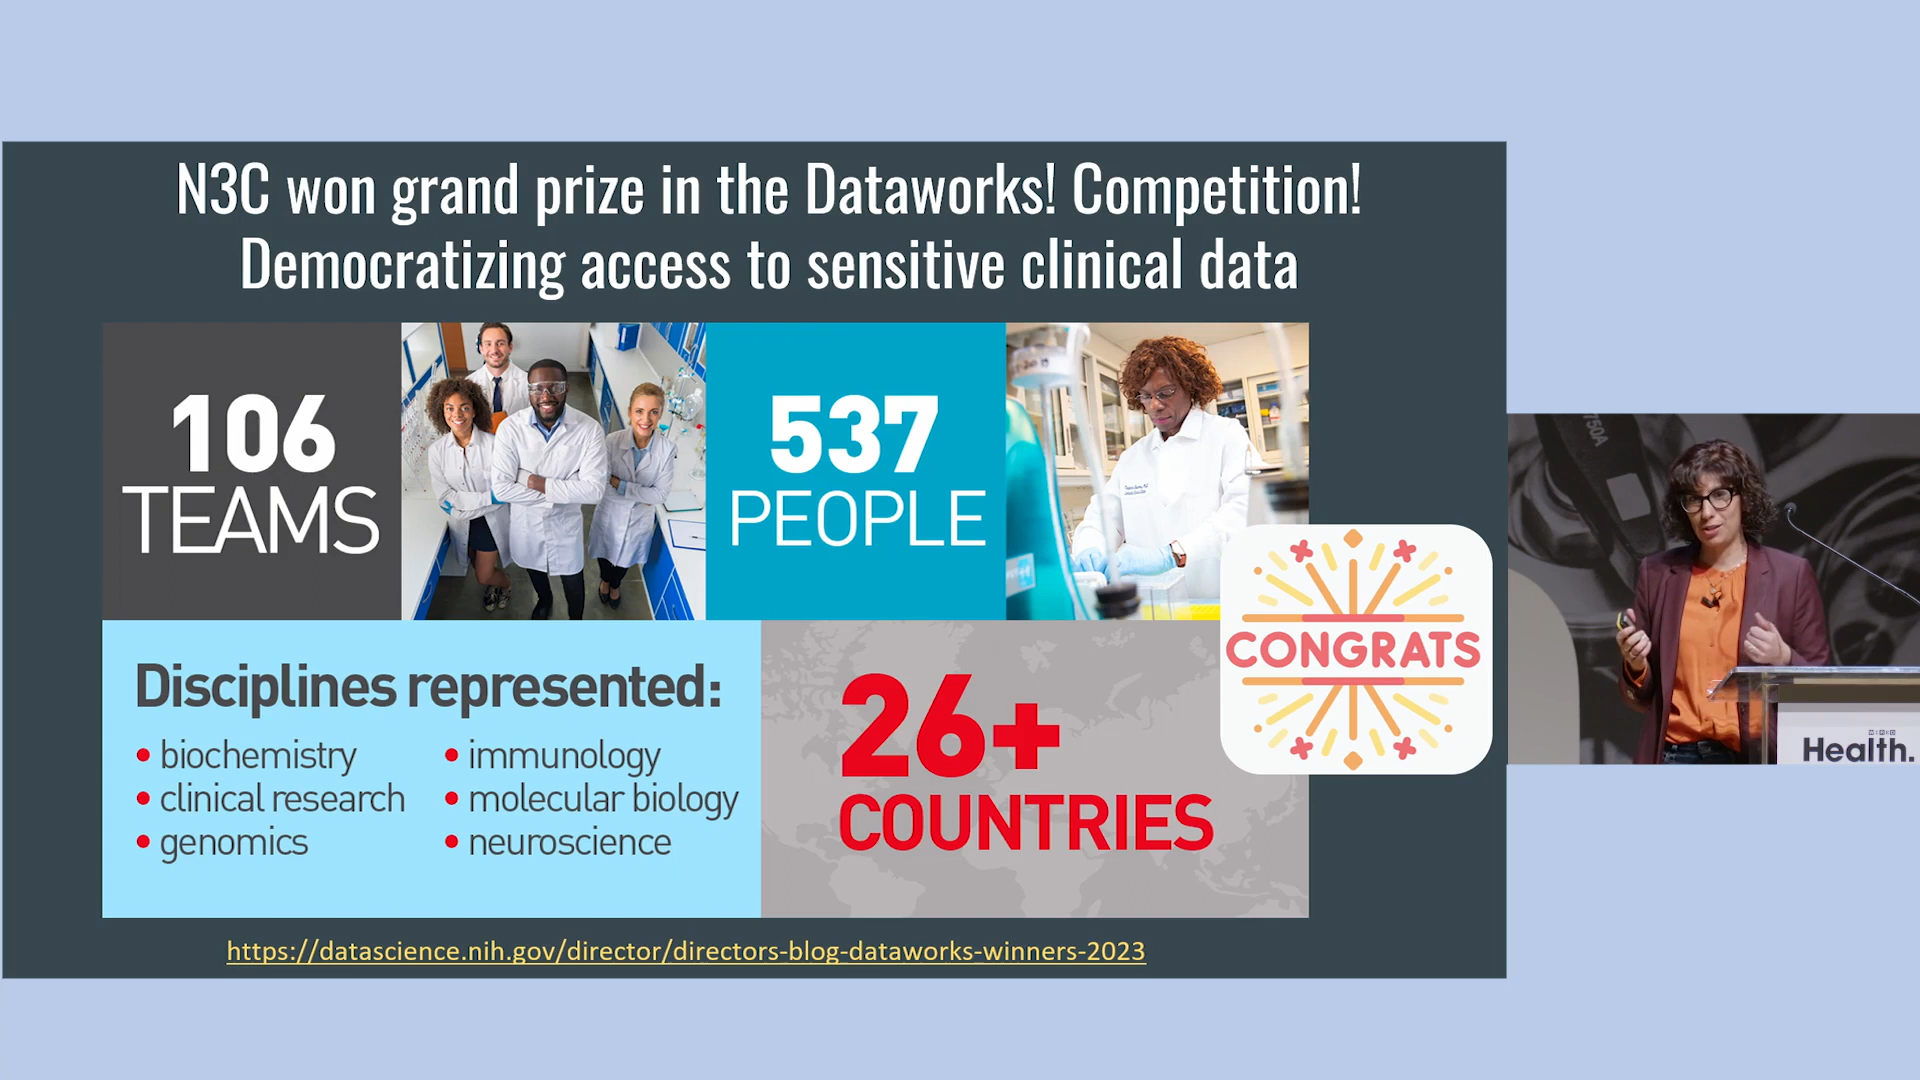 N3C won grand prize in the Dataworks! Competition!
Democratizing access to sensitive clinical data
106
TEAMS
537
PEOPLE
Disciplines represented:
• biochemistry
• clinical research
• genomics
• immunology
• molecular biology
• neuroscience
26+
COUNTRIES
CONGRATS
https://datascience.nih.gov/director/directors-blog-dataworks-winners-2023
750A
Health.